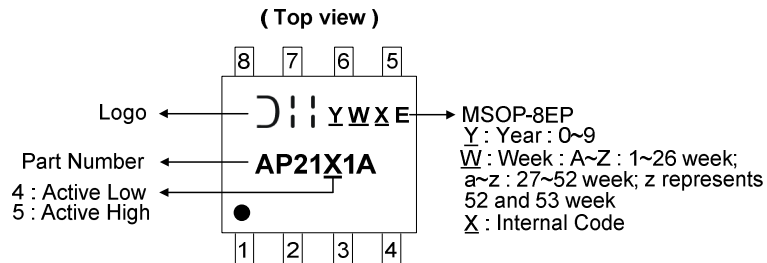 ( Top view )
8 7 6 5
Logo
Y W X E
MSOP-8EP
Y : Year : 0~9
Part Number
AP21X1A
W : Week : A~Z : 1~26 week;
a~z : 27~52 week; z represents
52 and 53 week
4 : Active Low
5 : Active High
X : Internal Code
1 2 3 4